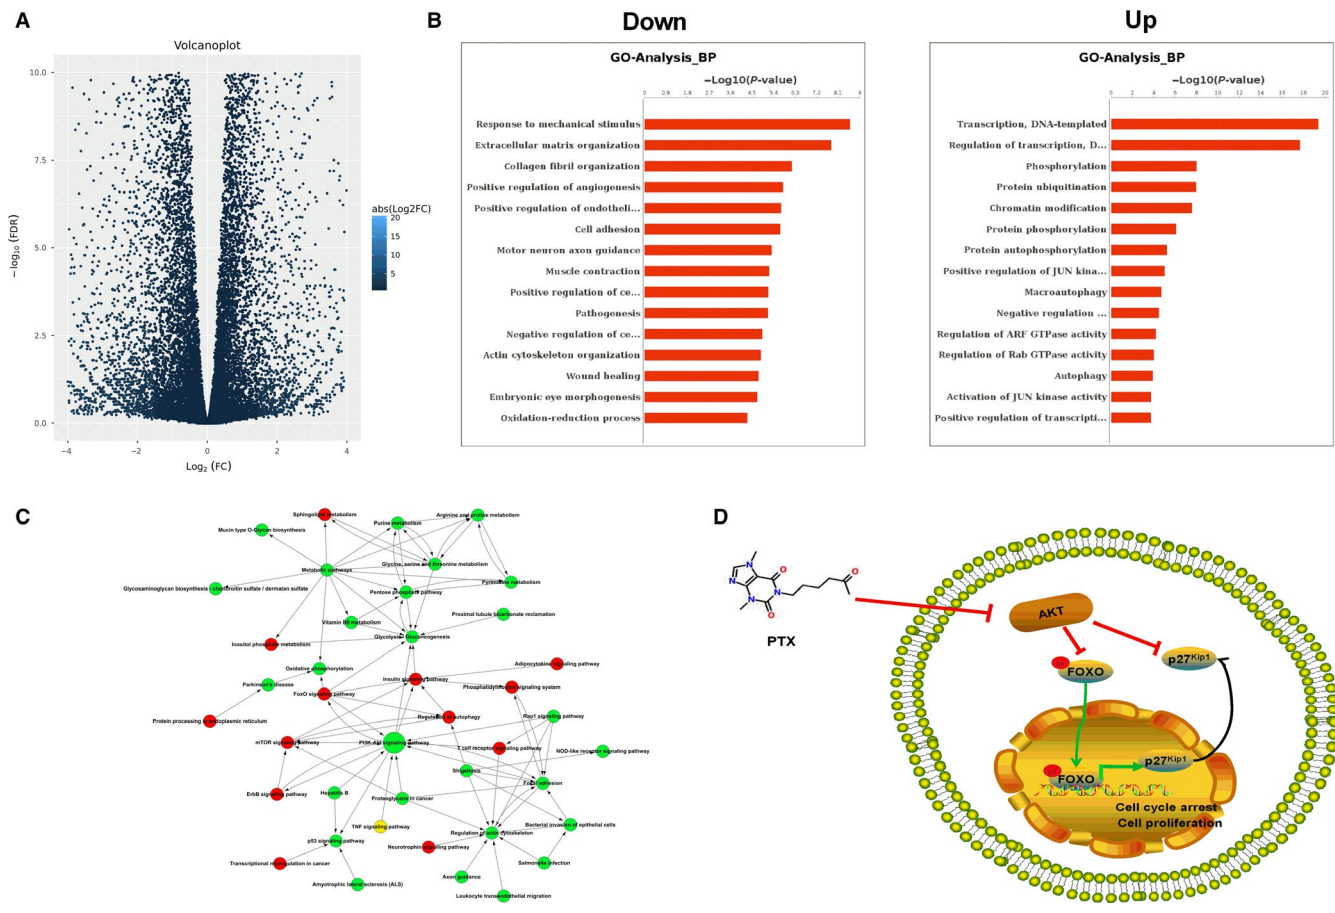 A
Volcanoplot
10.0
7.5
5.0
2.5
0.0
−4 −2 0 2 4
−log10 (FDR)
Log2 (FC)
abs(Log2FC)
20
15
10
5
B
Down
GO-Analysis_BP
−Log10(P-value)
0 0.9 1.8 2.7 3.6 4.5 5.4 6.3 7.2 8.1 9
Response to mechanical stimulus
Extracellular matrix organization
Collagen fibril organization
Positive regulation of angiogenesis
Positive regulation of endotheli...
Cell adhesion
Motor neuron axon guidance
Muscle contraction
Positive regulation of ce...
Pathogenesis
Negative regulation of ce...
Actin cytoskeleton organization
Wound healing
Embryonic eye morphogenesis
Oxidation-reduction process
Up
GO-Analysis_BP
−Log10(P-value)
0 2 4 6 8 10 12 14 16 18 20
Transcription, DNA-templated
Regulation of transcription, D...
Phosphorylation
Protein ubiquitination
Chromatin modification
Protein phosphorylation
Protein autophosphorylation
Positive regulation of JUN kina...
Macroautophagy
Negative regulation ...
Regulation of ARF GTPase activity
Regulation of Rab GTPase activity
Autophagy
Activation of JUN kinase activity
Positive regulation of transcripti...
C
Sphingolipid metabolism
Mucin type O-Glycan biosynthesis
Purine metabolism
Arginine and proline metabolism
Glycine, serine and threonine metabolism
Metabolic pathways
Pyrimidine metabolism
Glycosaminoglycan biosynthesis - chondroitin sulfate / dermatan sulfate
Pentose phosphate pathway
Proximal tubule bicarbonate reclamation
Vitamin B6 metabolism
Glycolysis / Gluconeogenesis
Inositol phosphate metabolism
Adipocytokine signaling pathway
Oxidative phosphorylation
Insulin signaling pathway
Parkinson's disease
Phosphatidylinositol signaling system
FoxO signaling pathway
Protein processing in endoplasmic reticulum
Regulation of autophagy
Rap1 signaling pathway
mTOR signaling pathway
PI3K-Akt signaling pathway
T cell receptor signaling pathway
NOD-like receptor signaling pathway
Shigellosis
Focal adhesion
ErbB signaling pathway
Hepatitis B
Proteoglycans in cancer
TNF signaling pathway
Bacterial invasion of epithelial cells
Regulation of actin cytoskeleton
p53 signaling pathway
Neurotrophin signaling pathway
Transcriptional misregulation in cancer
Salmonella infection
Axon guidance
Amyotrophic lateral sclerosis (ALS)
Leukocyte transendothelial migration
D
N
N
N
N
O
O
O
PTX
AKT
FOXO
p27Kip1
FOXO
p27Kip1
Cell cycle arrest
Cell proliferation